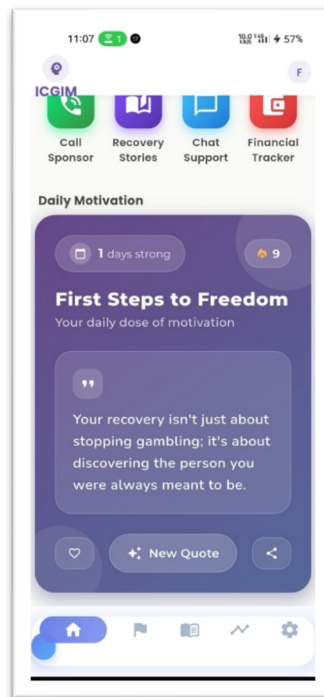 11:07 1 57%
F
ICGIM
Call Sponsor
Recovery Stories
Chat Support
Financial Tracker
Daily Motivation
1 days strong
9
First Steps to Freedom
Your daily dose of motivation
Your recovery isn't just about
stopping gambling; it's about
discovering the person you
were always meant to be.
New Quote